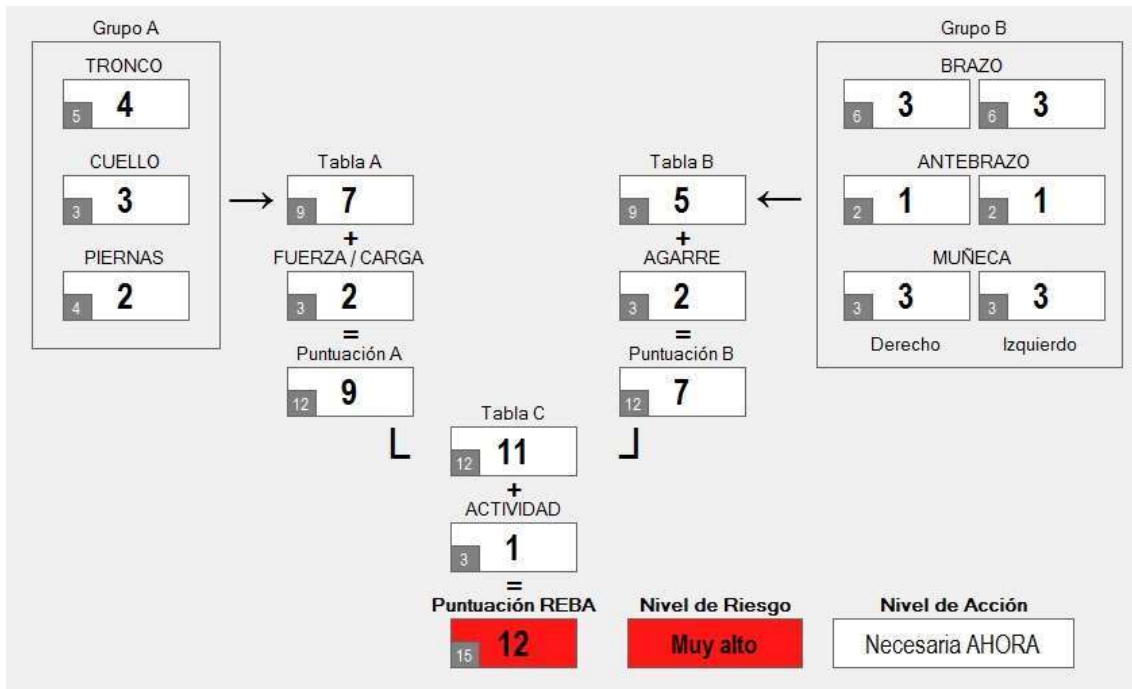 Grupo A
Grupo B
TRONCO
5 4
CUELLO
3 3
PIERNAS
4 2
Tabla A
9 7
+
FUERZA / CARGA
3 2
=
Puntuación A
12 9
Tabla B
9 5
+
AGARRE
3 2
=
Puntuación B
12 7
BRAZO
6 3 6 3
ANTEBRAZO
2 1 2 1
MUÑECA
3 3 3 3
Derecho Izquierdo
Tabla C
12 11
+
ACTIVIDAD
3 1
=
Puntuación REBA
15 12
Nivel de Riesgo
Muy alto
Nivel de Acción
Necesaria AHORA